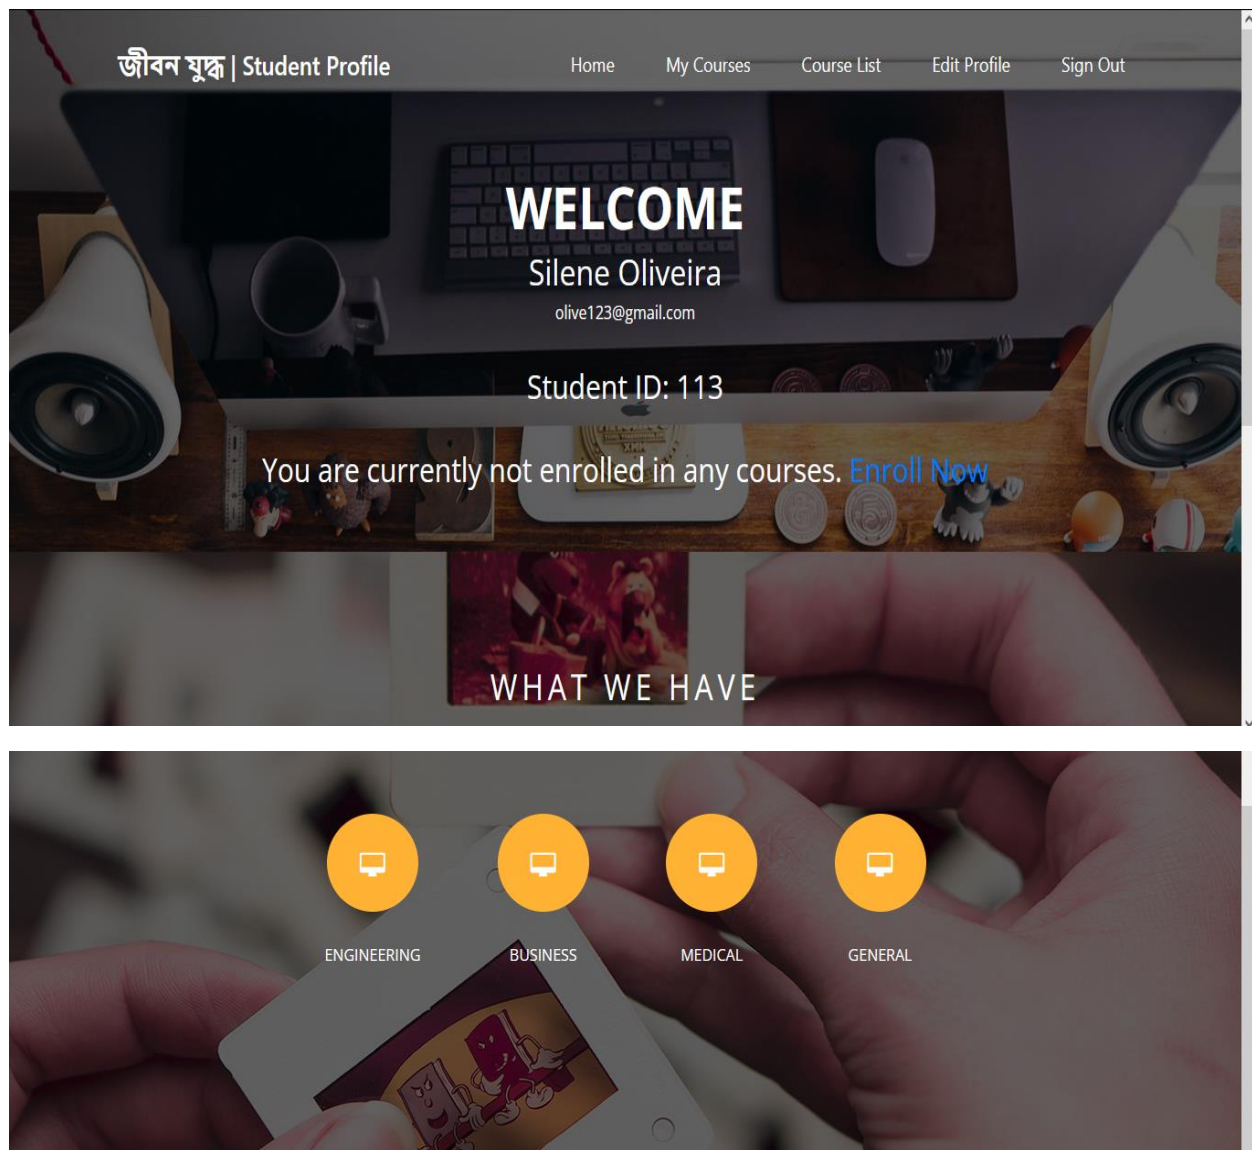 জীবন যুদ্ধ | Student Profile
Home My Courses Course List Edit Profile Sign Out
WELCOME
Silene Oliveira
olive123@gmail.com
Student ID: 113
You are currently not enrolled in any courses. Enroll Now
WHAT WE HAVE
ENGINEERING BUSINESS MEDICAL GENERAL